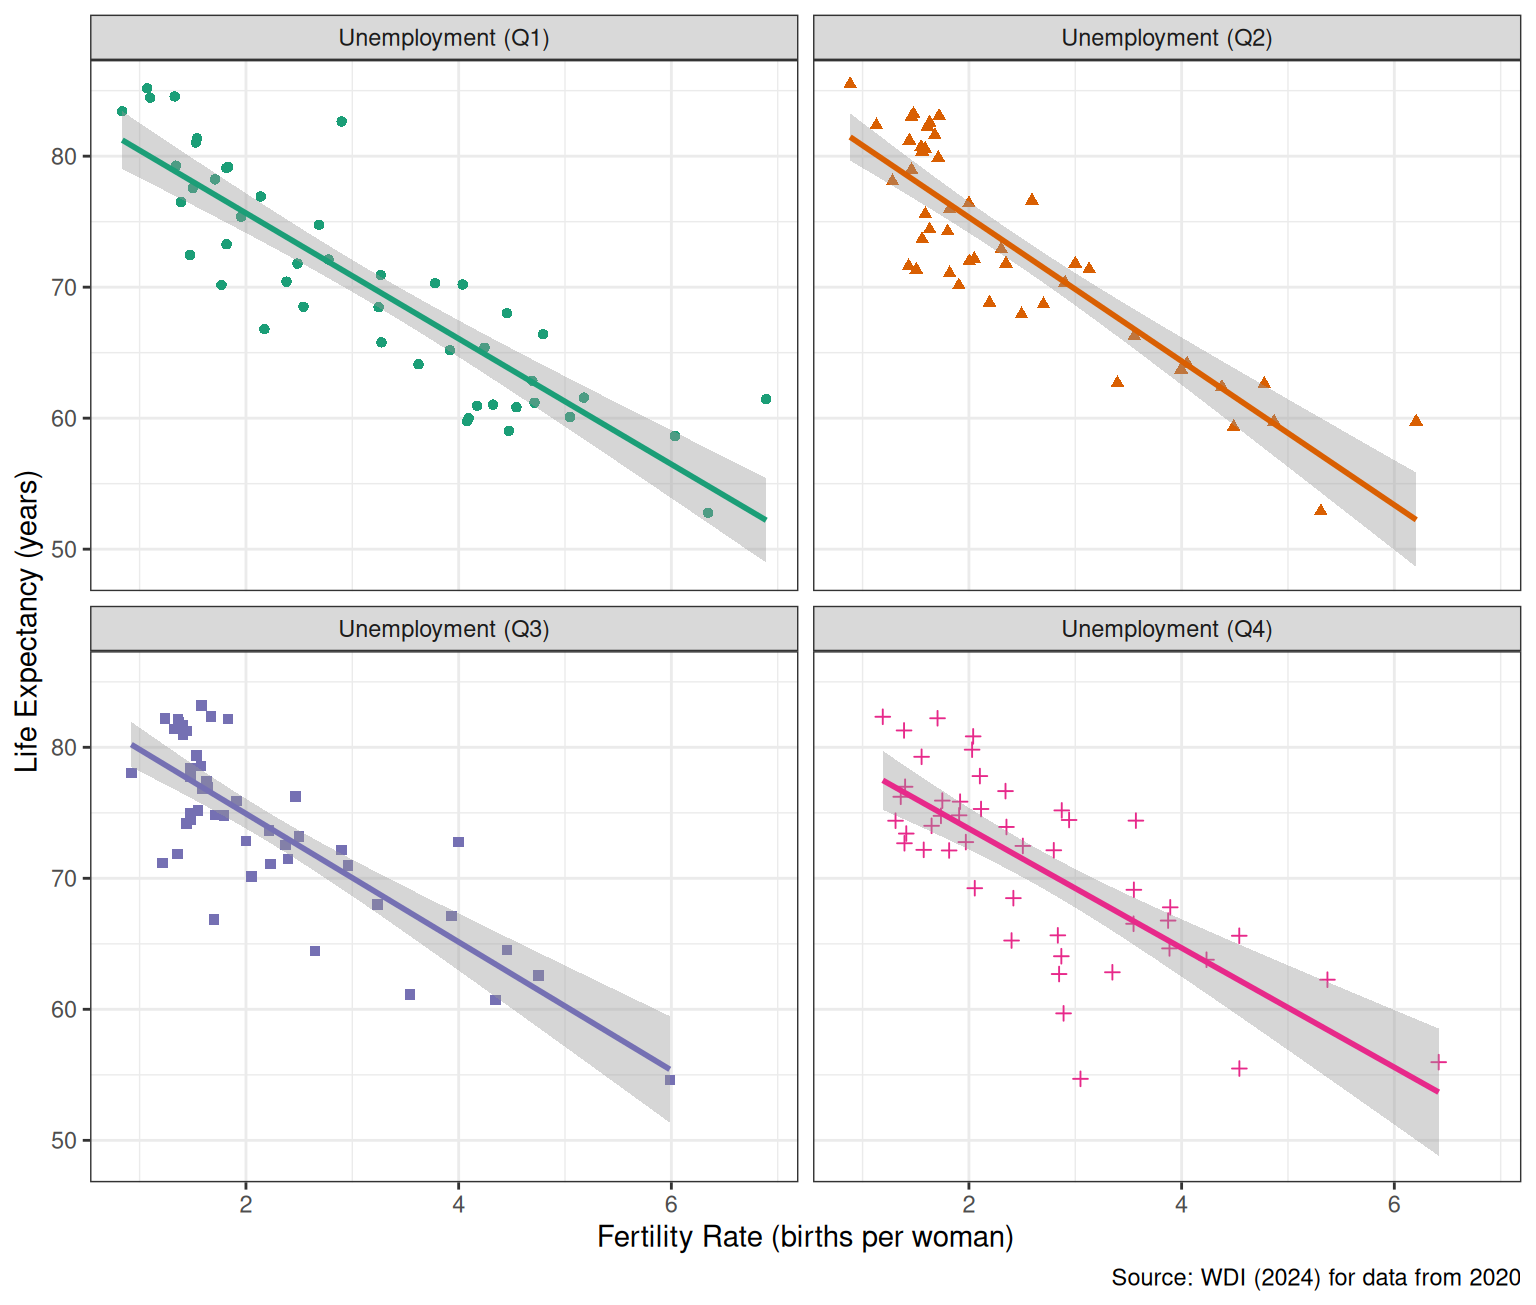 Unemployment (Q1)
Unemployment (Q2)
80
70
60
50
Unemployment (Q3)
Unemployment (Q4)
80
70
60
50
Life Expectancy (years)
2
4
6
2
4
6
Fertility Rate (births per woman)
Source: WDI (2024) for data from 2020